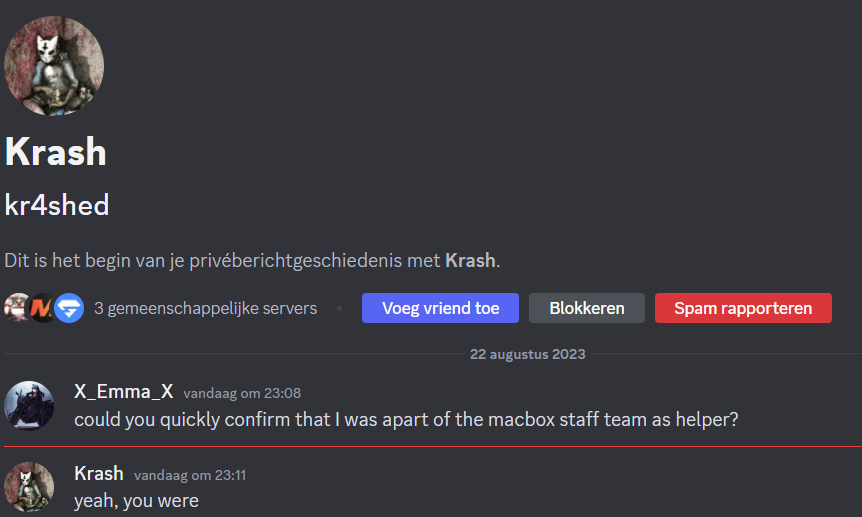 Krash
kr4shed
Dit is het begin van je privéberichtgeschiedenis met Krash.
3 gemeenschappelijke servers • Voeg vriend toe Blokkeren Spam rapporteren
22 augustus 2023
X_Emma_X vandaag om 23:08
could you quickly confirm that I was apart of the macbox staff team as helper?
Krash vandaag om 23:11
yeah, you were